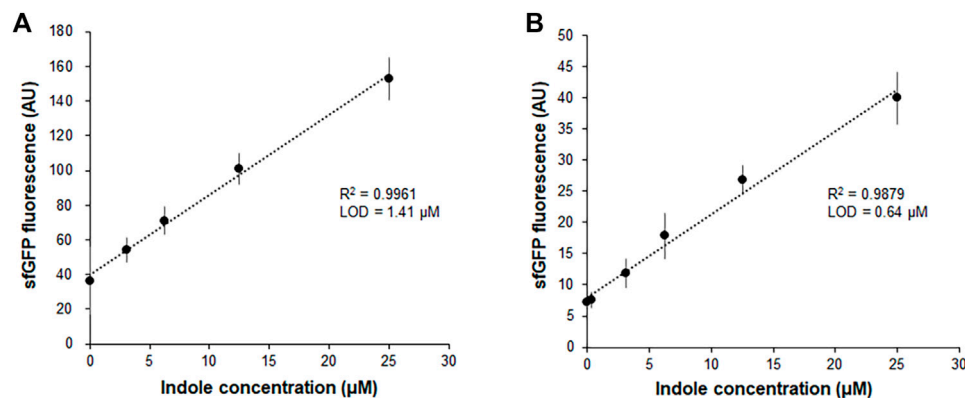 A
sfGFP fluorescence (AU)
180
160
140
120
100
80
60
40
20
0
R² = 0.9961
LOD = 1.41 µM
0 5 10 15 20 25 30
Indole concentration (µM)
B
sfGFP fluorescence (AU)
50
45
40
35
30
25
20
15
10
5
0
R² = 0.9879
LOD = 0.64 µM
0 5 10 15 20 25 30
Indole concentration (µM)